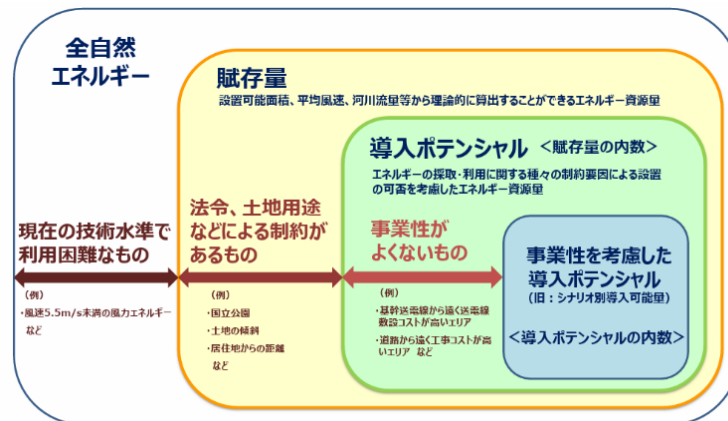 全自然
エネルギー
賦存量
設置可能面積、平均風速、河川流量等から理論的に算出することができるエネルギー資源量
導入ポテンシャル <賦存量の内数>
エネルギーの採取・利用に関する種々の制約要因による設置
の可否を考慮したエネルギー資源量
現在の技術水準で
利用困難なもの
(例)
・風速5.5m/s未満の風力エネルギー
など
法令、土地用途
などによる制約が
あるもの
(例)
・国立公園
・土地の傾斜
・居住地からの距離
など
事業性が
よくないもの
(例)
・基幹送電線から遠く送電線
敷設コストが高いエリア
・道路から遠く工事コストが高
いエリア など
事業性を考慮した
導入ポテンシャル
(旧:シナリオ別導入可能量)
<導入ポテンシャルの内数>